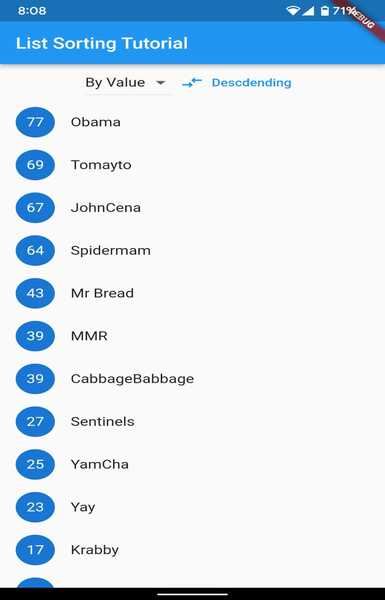 8:08 71% DEBUG
List Sorting Tutorial
By Value Descdending
77 Obama
69 Tomayto
67 JohnCena
64 Spidermam
43 Mr Bread
39 MMR
39 CabbageBabbage
27 Sentinels
25 YamCha
23 Yay
17 Krabby